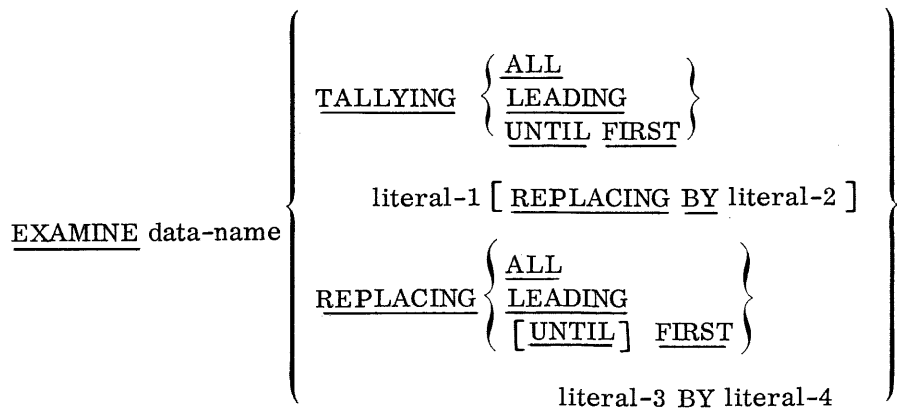 ALL
TALLYING LEADING
UNTIL FIRST
literal-1 [ REPLACING BY literal-2 ]
EXAMINE data-name
ALL
REPLACING LEADING
[UNTIL] FIRST
literal-3 BY literal-4